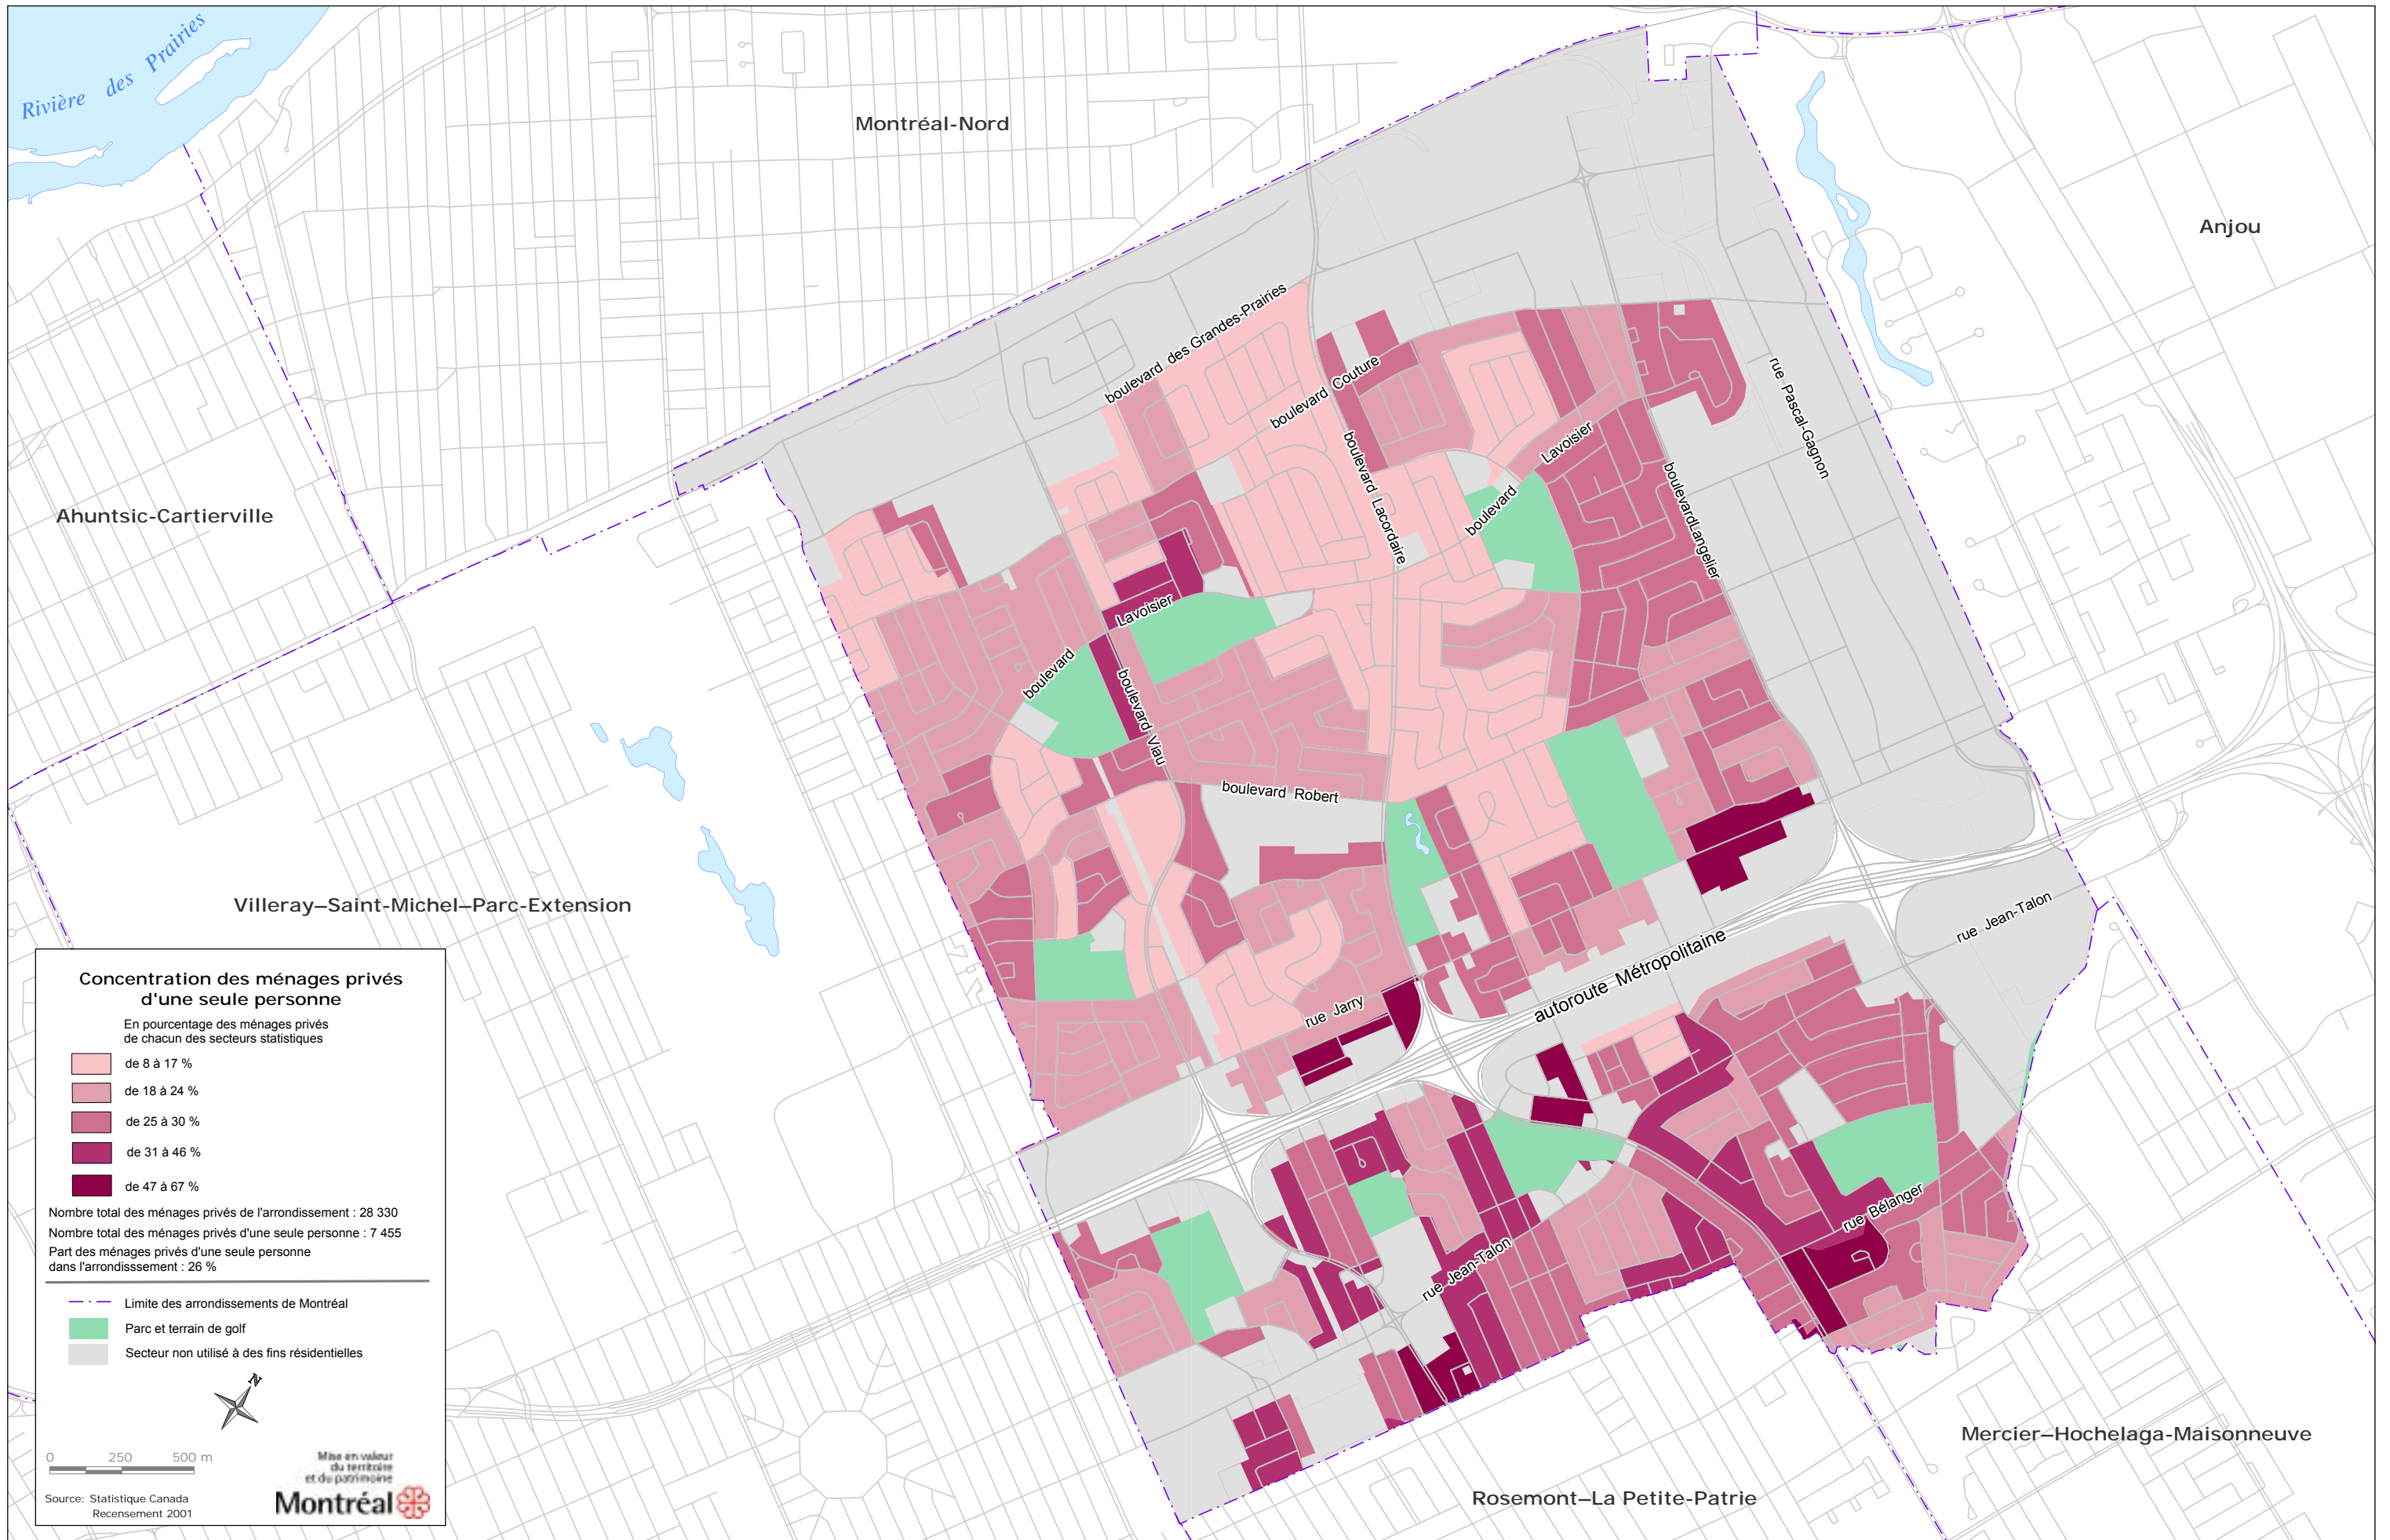 Rivière des Prairies
Montréal-Nord
Anjou
Ahuntsic-Cartierville
Villeray–Saint-Michel–Parc-Extension
Mercier–Hochelaga-Maisonneuve
Rosemont–La Petite-Patrie
boulevard des Grandes-Prairies
boulevard Couture
boulevard Lacordaire
boulevard Lavoisier
rue Pascal-Gagnon
boulevardLangelier
boulevard Lavoisier
boulevard Viau
boulevard Robert
rue Jarry
autoroute Métropolitaine
rue Jean-Talon
rue Bélanger
rue Jean-Talon
Concentration des ménages privés
d'une seule personne
En pourcentage des ménages privés
de chacun des secteurs statistiques
de 8 à 17 %
de 18 à 24 %
de 25 à 30 %
de 31 à 46 %
de 47 à 67 %
Nombre total des ménages privés de l'arrondissement : 28 330
Nombre total des ménages privés d'une seule personne : 7 455
Part des ménages privés d'une seule personne
dans l'arrondisssement : 26 %
Limite des arrondissements de Montréal
Parc et terrain de golf
Secteur non utilisé à des fins résidentielles
N
0 250 500 m
Mise en valeur
du territoire
et du patrimoine
Montréal
Source: Statistique Canada
Recensement 2001